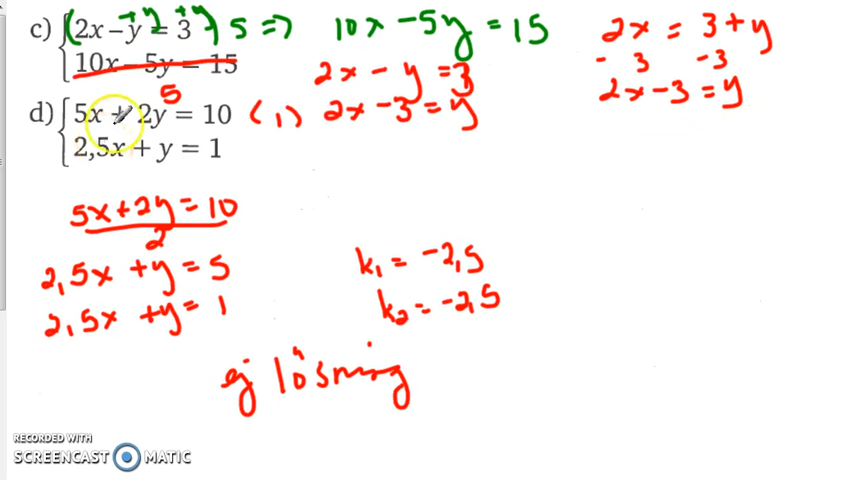 c) { (2x − y = 3 ) 5 => 10x − 5y = 15
+y +y
10x − 5y = 15
5
2x − y = 3
(1) 2x − 3 = y
2x = 3 + y
- 3 -3
2x − 3 = y
d) { 5x + 2y = 10
2,5x + y = 1
5x + 2y = 10
2
2,5x + y = 5
2,5x + y = 1
k₁ = −2,5
k₂ = −2,5
ej lösning
RECORDED WITH
SCREENCAST MATIC